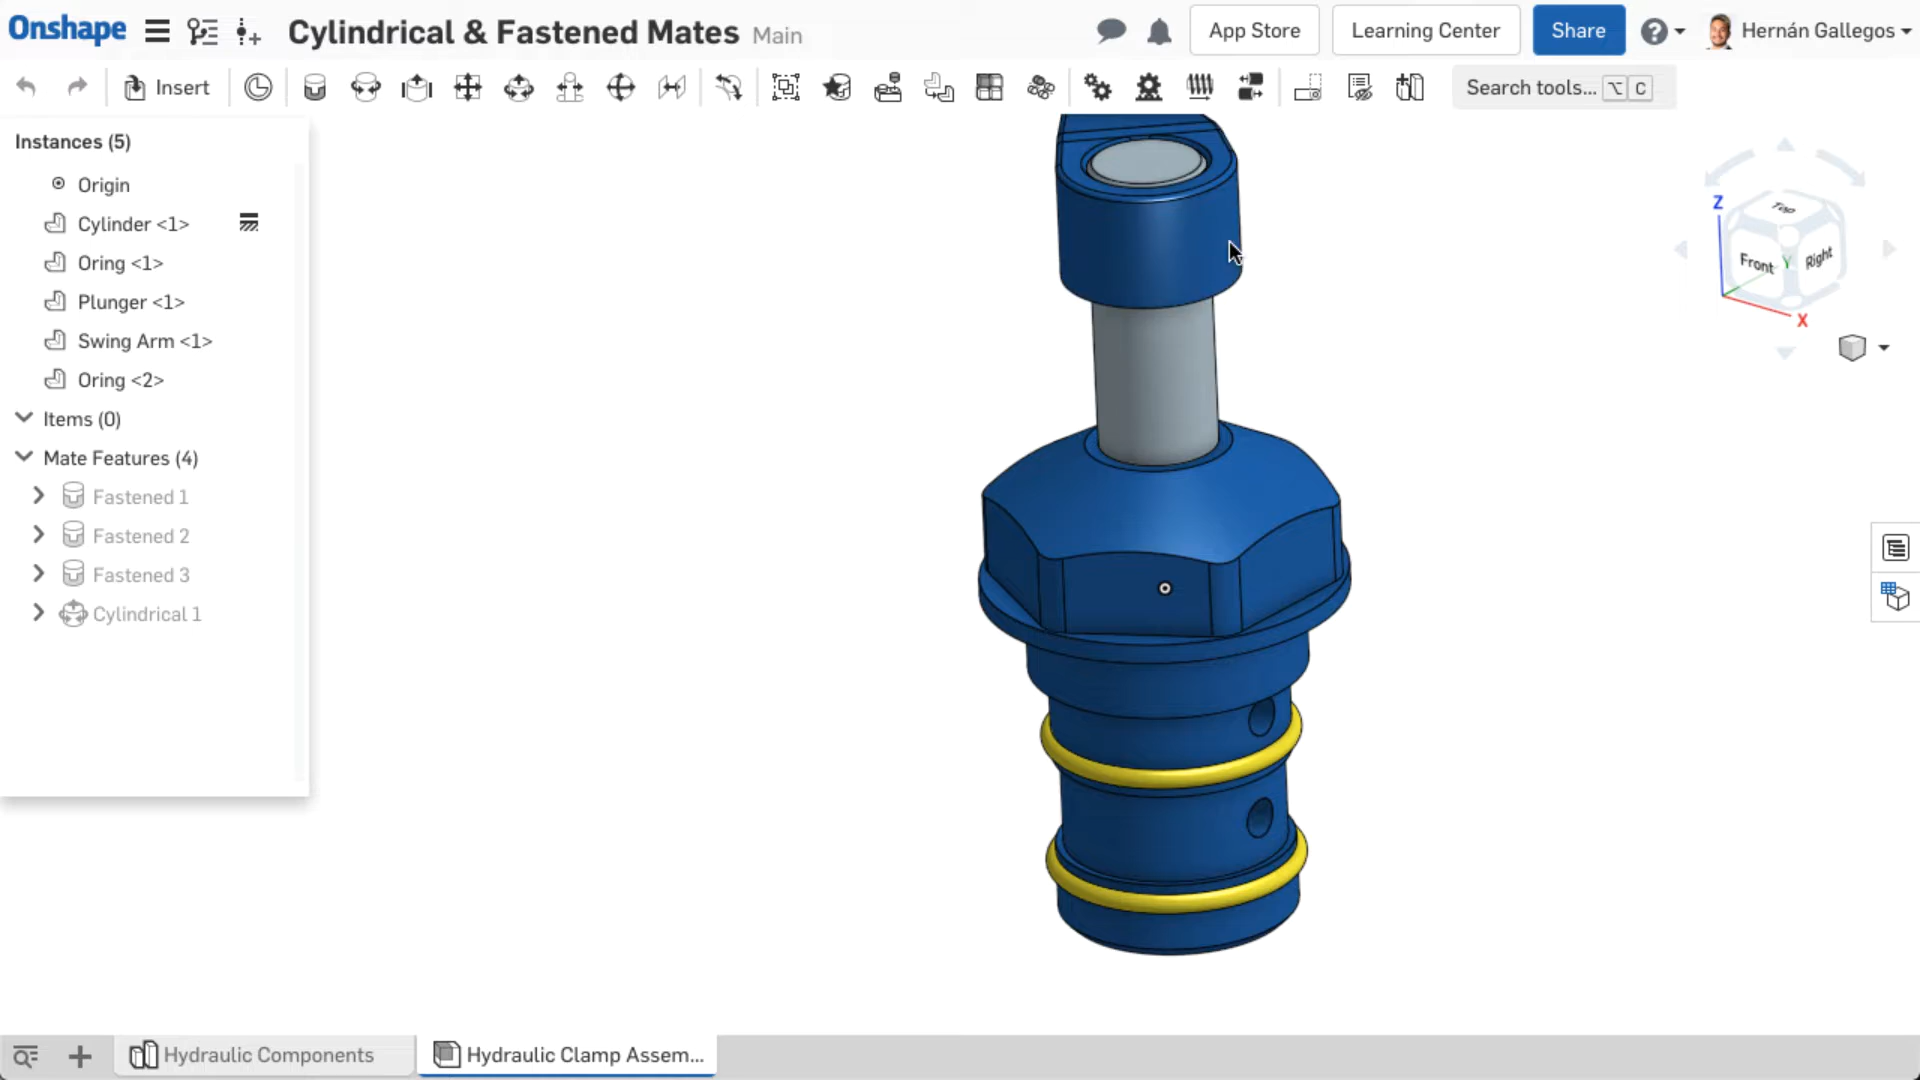 Onshape
Cylindrical & Fastened Mates Main
App Store
Learning Center
Share
Hernán Gallegos
Insert
Search tools... ⌥ C
Instances (5)
Origin
Cylinder <1>
Oring <1>
Plunger <1>
Swing Arm <1>
Oring <2>
Items (0)
Mate Features (4)
Fastened 1
Fastened 2
Fastened 3
Cylindrical 1
Z
Top
Front
Y
Right
X
Hydraulic Components
Hydraulic Clamp Assem...